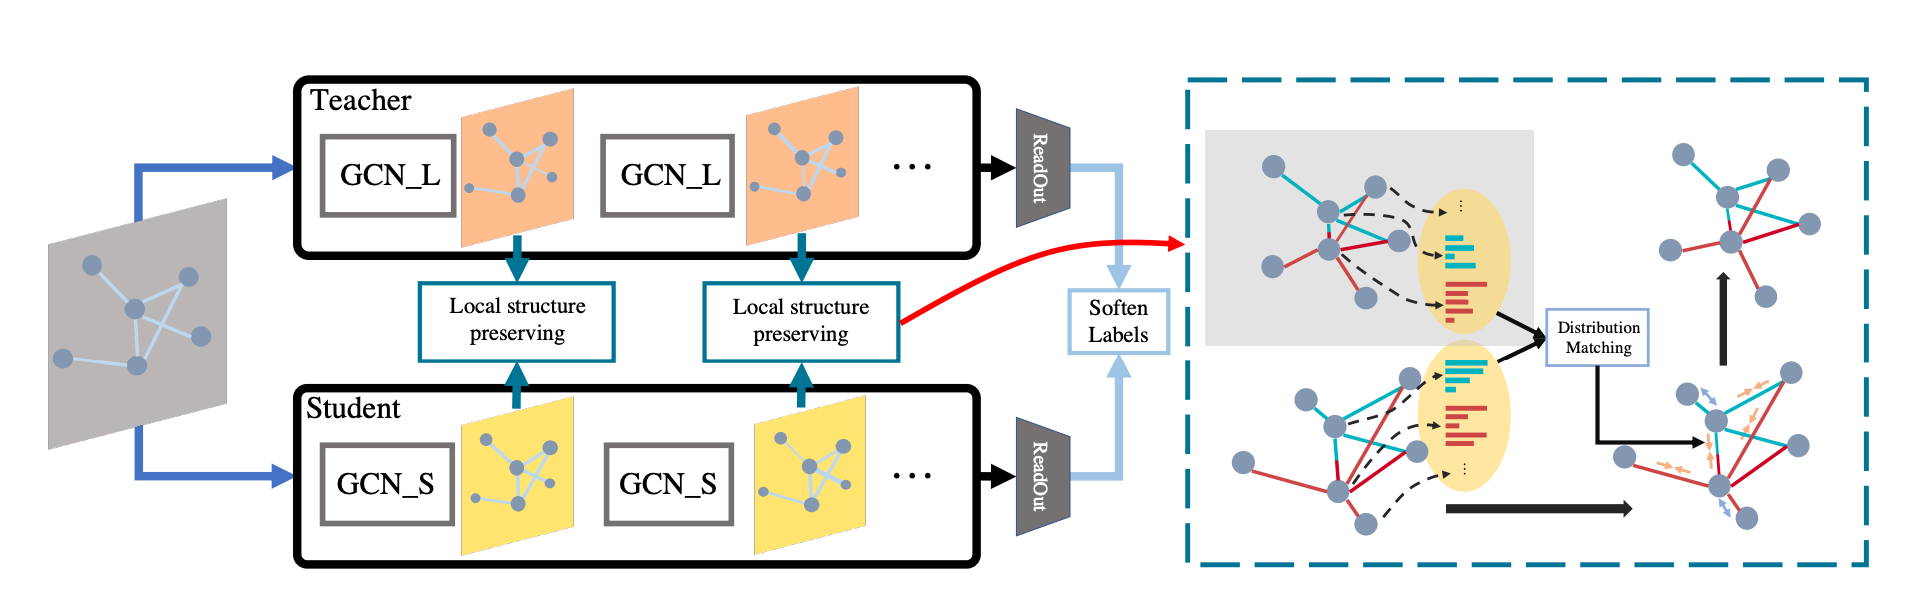 Teacher
GCN_L
GCN_L
...
ReadOut
Local structure
preserving
Local structure
preserving
Soften
Labels
Student
GCN_S
GCN_S
...
ReadOut
...
Distribution
Matching
...